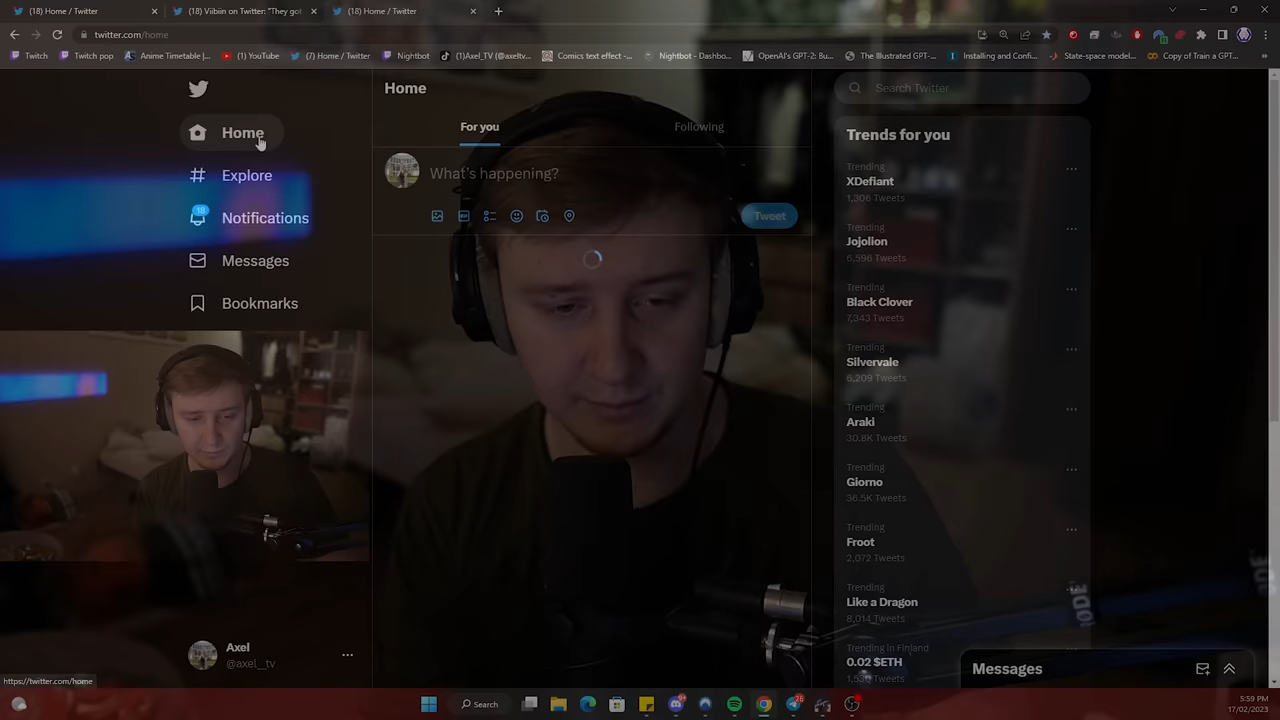 (18) Home / Twitter
(18) Viibiin on Twitter: "They got
(18) Home / Twitter
twitter.com/home
Twitch
Twitch pop
Anime Timetable |...
(1) YouTube
(7) Home / Twitter
Nightbot
(1)Axel_TV (@axeltv...
Comics text effect -...
Nightbot - Dashbo...
OpenAI's GPT-2: Bu...
The Illustrated GPT-...
Installing and Confi...
State-space model...
Copy of Train a GPT...
Home
Explore
18
Notifications
Messages
Bookmarks
Axel
@axel__tv
https://twitter.com/home
Home
For you
Following
What's happening?
GIF
Tweet
Search Twitter
Trends for you
Trending
XDefiant
1,306 Tweets
Trending
Jojolion
6,596 Tweets
Trending
Black Clover
7,343 Tweets
Trending
Silvervale
6,209 Tweets
Trending
Araki
30.8K Tweets
Trending
Giorno
36.5K Tweets
Trending
Froot
2,072 Tweets
Trending
Like a Dragon
8,014 Tweets
Trending in Finland
0.02 $ETH
Messages
Search
5:59 PM
17/02/2023